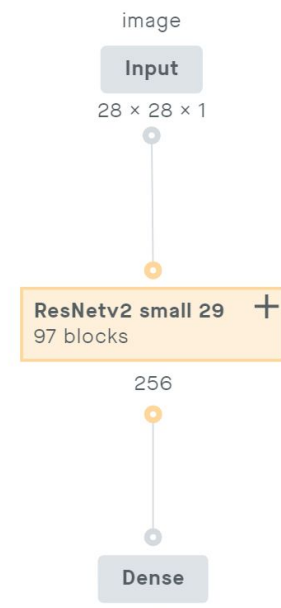 image
Input
28 × 28 × 1
ResNetv2 small 29 +
97 blocks
256
Dense